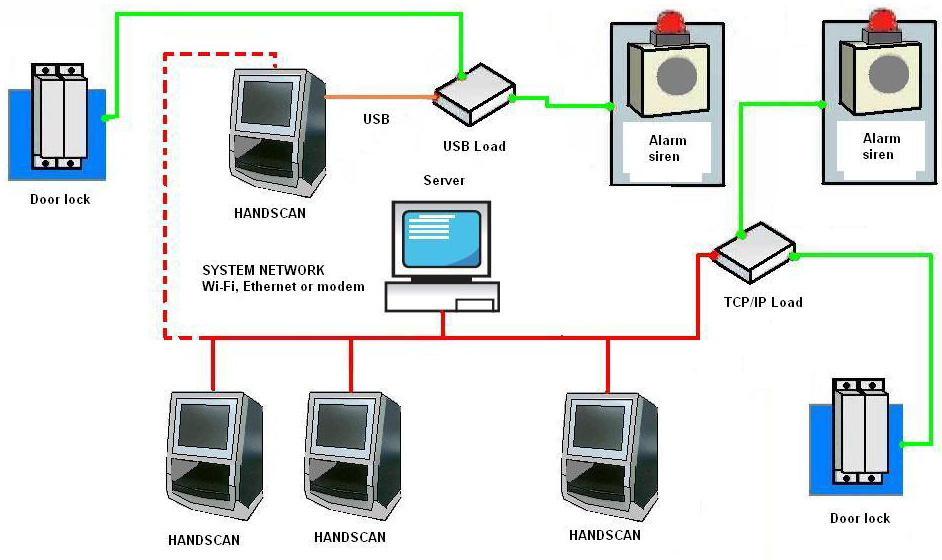 USB
USB Load
Alarm
siren
Alarm
siren
Door lock
Server
HANDSCAN
SYSTEM NETWORK
Wi-Fi, Ethernet or modem
TCP/IP Load
HANDSCAN
HANDSCAN
HANDSCAN
Door lock